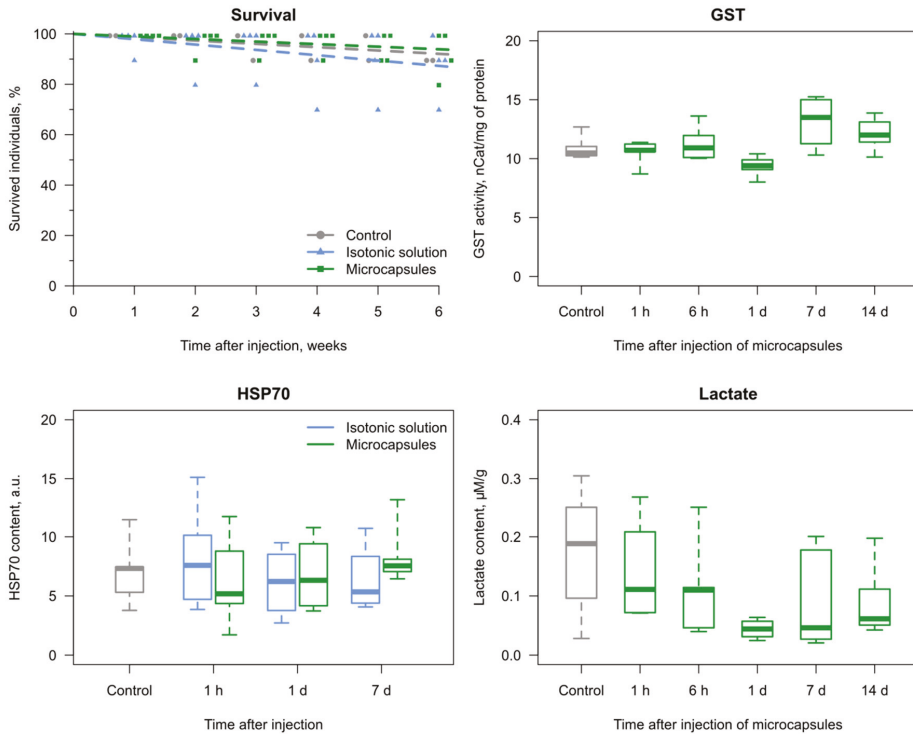 Survival
100
80
60
40
20
0
Survived individuals, %
Control
Isotonic solution
Microcapsules
0 1 2 3 4 5 6
Time after injection, weeks
GST
20
15
10
5
0
GST activity, nCat/mg of protein
Control 1 h 6 h 1 d 7 d 14 d
Time after injection of microcapsules
HSP70
20
15
10
5
0
HSP70 content, a.u.
Isotonic solution
Microcapsules
Control 1 h 1 d 7 d
Time after injection
Lactate
0.4
0.3
0.2
0.1
0.0
Lactate content, µM/g
Control 1 h 6 h 1 d 7 d 14 d
Time after injection of microcapsules